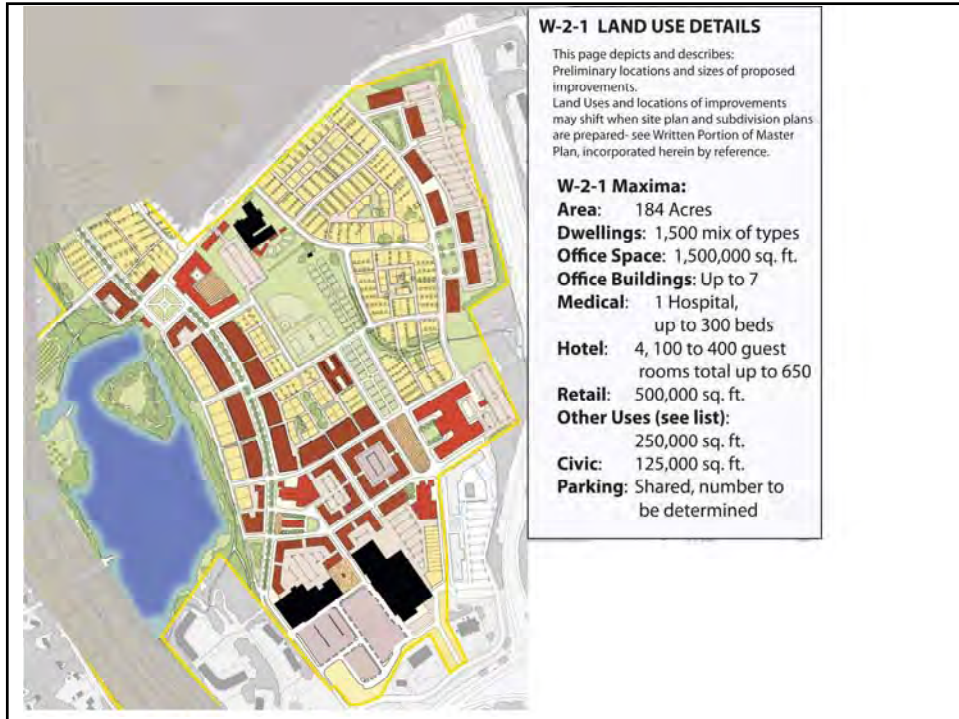 W-2-1 LAND USE DETAILS
This page depicts and describes:
Preliminary locations and sizes of proposed
improvements.
Land Uses and locations of improvements
may shift when site plan and subdivision plans
are prepared- see Written Portion of Master
Plan, incorporated herein by reference.
W-2-1 Maxima:
Area: 184 Acres
Dwellings: 1,500 mix of types
Office Space: 1,500,000 sq. ft.
Office Buildings: Up to 7
Medical: 1 Hospital,
up to 300 beds
Hotel: 4, 100 to 400 guest
rooms total up to 650
Retail: 500,000 sq. ft.
Other Uses (see list):
250,000 sq. ft.
Civic: 125,000 sq. ft.
Parking: Shared, number to
be determined